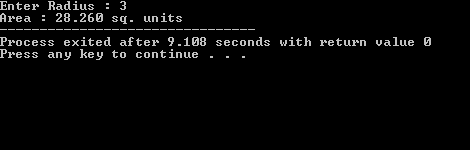 Enter Radius : 3
Area : 28.260 sq. units
--------------------------------
Process exited after 9.108 seconds with return value 0
Press any key to continue . . .